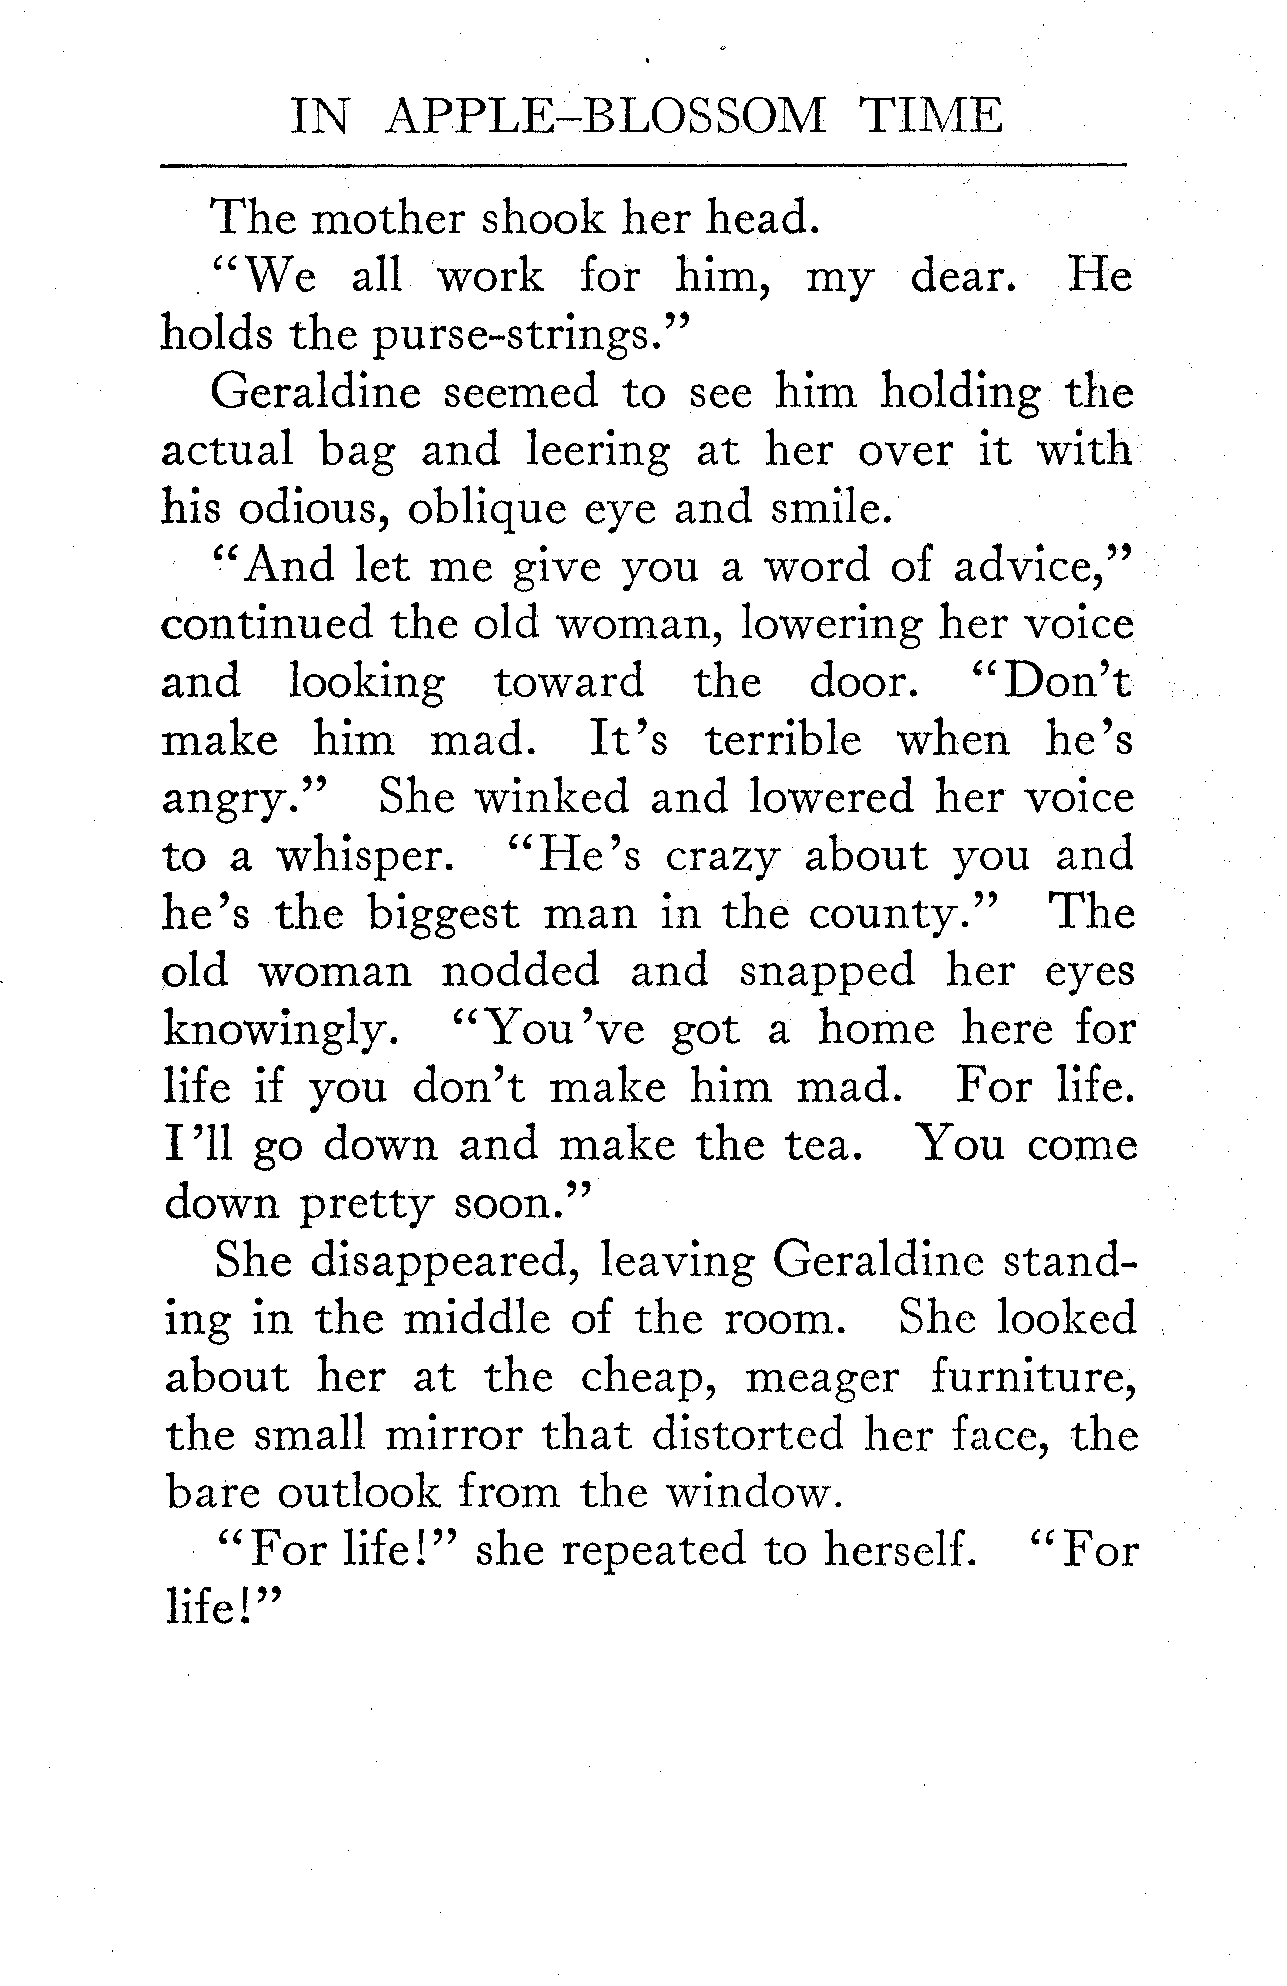 IN APPLE-BLOSSOM TIME
The mother shook her head.
“We all work for him, my dear. He
holds the purse-strings.”
Geraldine seemed to see him holding the
actual bag and leering at her over it with
his odious, oblique eye and smile.
“And let me give you a word of advice,”
continued the old woman, lowering her voice
and looking toward the door. “Don’t
make him mad. It’s terrible when he’s
angry.” She winked and lowered her voice
to a whisper. “He’s crazy about you and
he’s the biggest man in the county.” The
old woman nodded and snapped her eyes
knowingly. “You’ve got a home here for
life if you don’t make him mad. For life.
I’ll go down and make the tea. You come
down pretty soon.”
She disappeared, leaving Geraldine stand-
ing in the middle of the room. She looked
about her at the cheap, meager furniture,
the small mirror that distorted her face, the
bare outlook from the window.
“For life!” she repeated to herself. “For
life!”